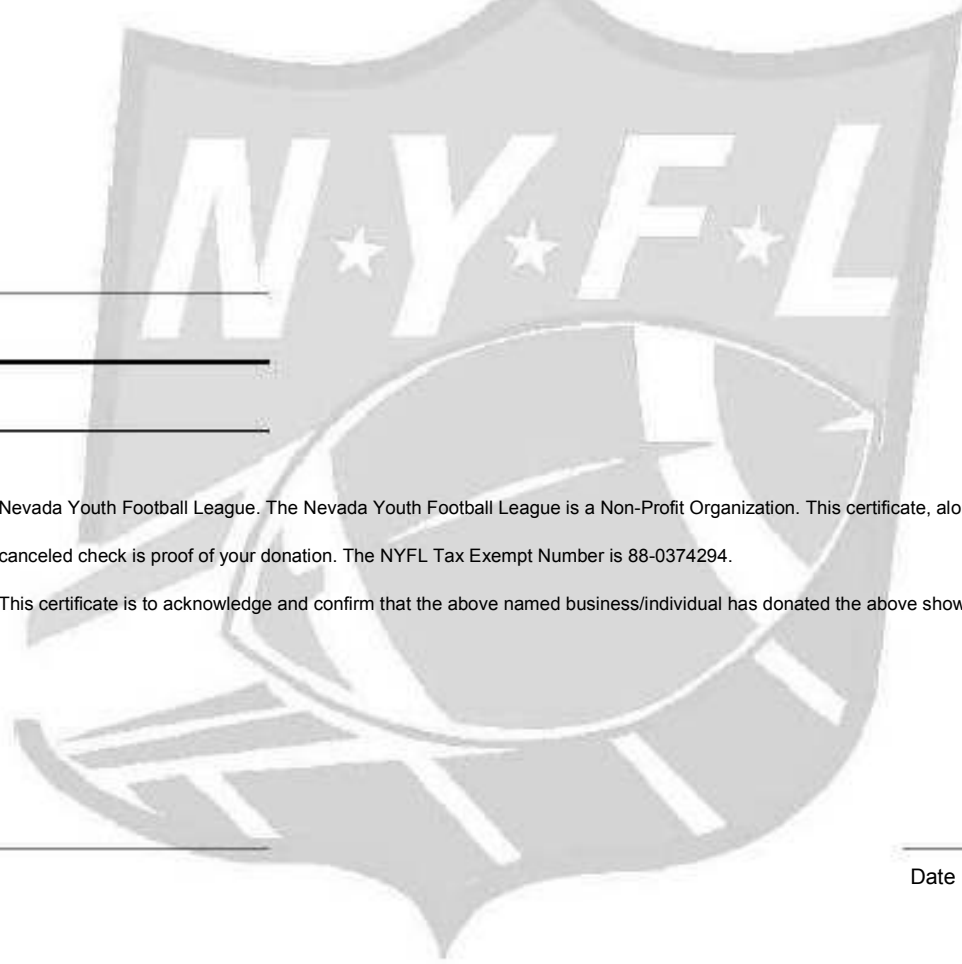 N★Y★F★L
Nevada Youth Football League. The Nevada Youth Football League is a Non-Profit Organization. This certificate, alo
canceled check is proof of your donation. The NYFL Tax Exempt Number is 88-0374294.
This certificate is to acknowledge and confirm that the above named business/individual has donated the above show
Date